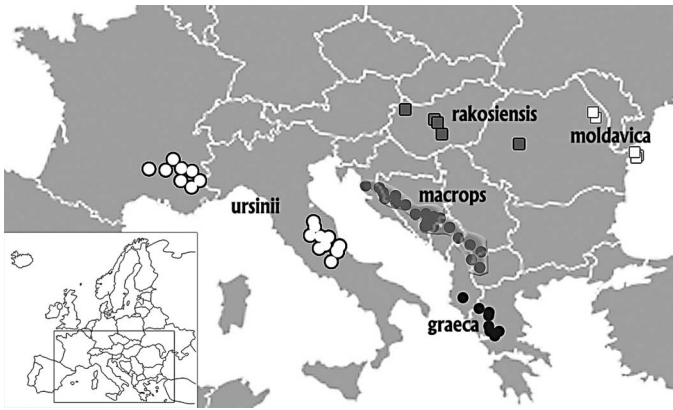 rakosiensis
moldavica
macrops
ursinii
graeca